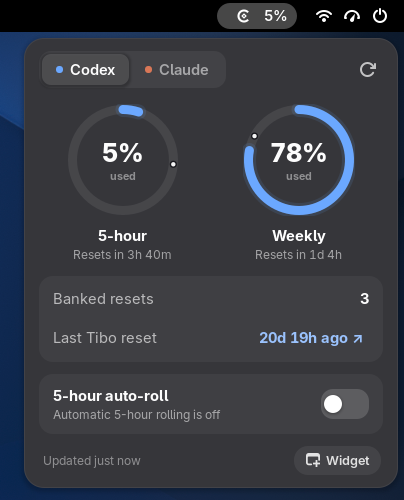 5%
Codex
Claude
5%
used
78%
used
5-hour
Weekly
Resets in 3h 40m
Resets in 1d 4h
Banked resets
3
Last Tibo reset
20d 19h ago ↗
5-hour auto-roll
Automatic 5-hour rolling is off
Updated just now
Widget